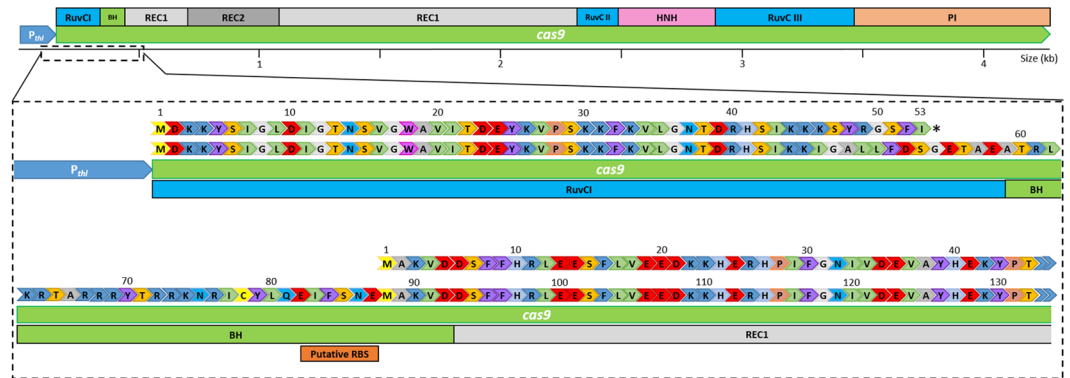 RuvCI BH REC1 REC2 REC1 RuvC II HNH RuvC III PI
Pthl cas9
1 2 3 4 Size (kb)
1 10 20 30 40 50 53
MDKKYSIGLDIGTNSVGWAVITDEYKVPSKKFKVLGNTDRHSIKKKSYRGSFI*
60
MDKKYSIGLDIGTNSVGWAVITDEYKVPSKKFKVLGNTDRHSIKKIGALLFDSGETAEATRL
Pthl cas9
RuvCI BH
1 10 20 30 40
MAKVDDSFFHRLEESFLVEEDKKHERHPIFGNIVDEVAYHEKYPT
70 80 90 100 110 120 130
KRTARRRYTRRKNRICYLQEIFSNEMAKVDDSFFHRLEESFLVEEDKKHERHPIFGNIVDEVAYHEKYPT
cas9
BH REC1
Putative RBS